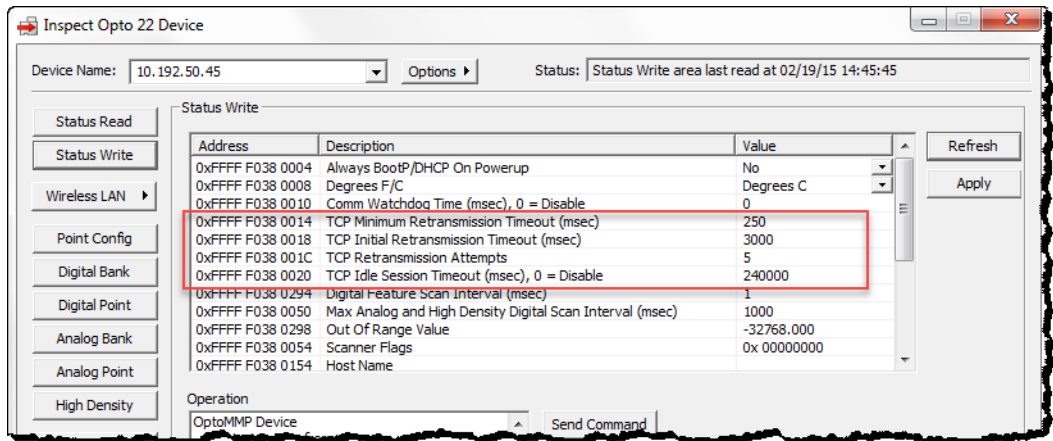 Inspect Opto 22 Device
Device Name: 10.192.50.45 Options Status: Status Write area last read at 02/19/15 14:45:45
Status Read
Status Write
Wireless LAN
Point Config
Digital Bank
Digital Point
Analog Bank
Analog Point
High Density
Status Write
Address Description Value
0xFFFF F038 0004 Always BootP/DHCP On Powerup No
0xFFFF F038 0008 Degrees F/C Degrees C
0xFFFF F038 0010 Comm Watchdog Time (msec), 0 = Disable 0
0xFFFF F038 0014 TCP Minimum Retransmission Timeout (msec) 250
0xFFFF F038 0018 TCP Initial Retransmission Timeout (msec) 3000
0xFFFF F038 001C TCP Retransmission Attempts 5
0xFFFF F038 0020 TCP Idle Session Timeout (msec), 0 = Disable 240000
0xFFFF F038 0294 Digital Feature Scan Interval (msec) 1
0xFFFF F038 0050 Max Analog and High Density Digital Scan Interval (msec) 1000
0xFFFF F038 0298 Out Of Range Value -32768.000
0xFFFF F038 0054 Scanner Flags 0x 00000000
0xFFFF F038 0154 Host Name
Refresh
Apply
Operation
OptoMMP Device
Send Command